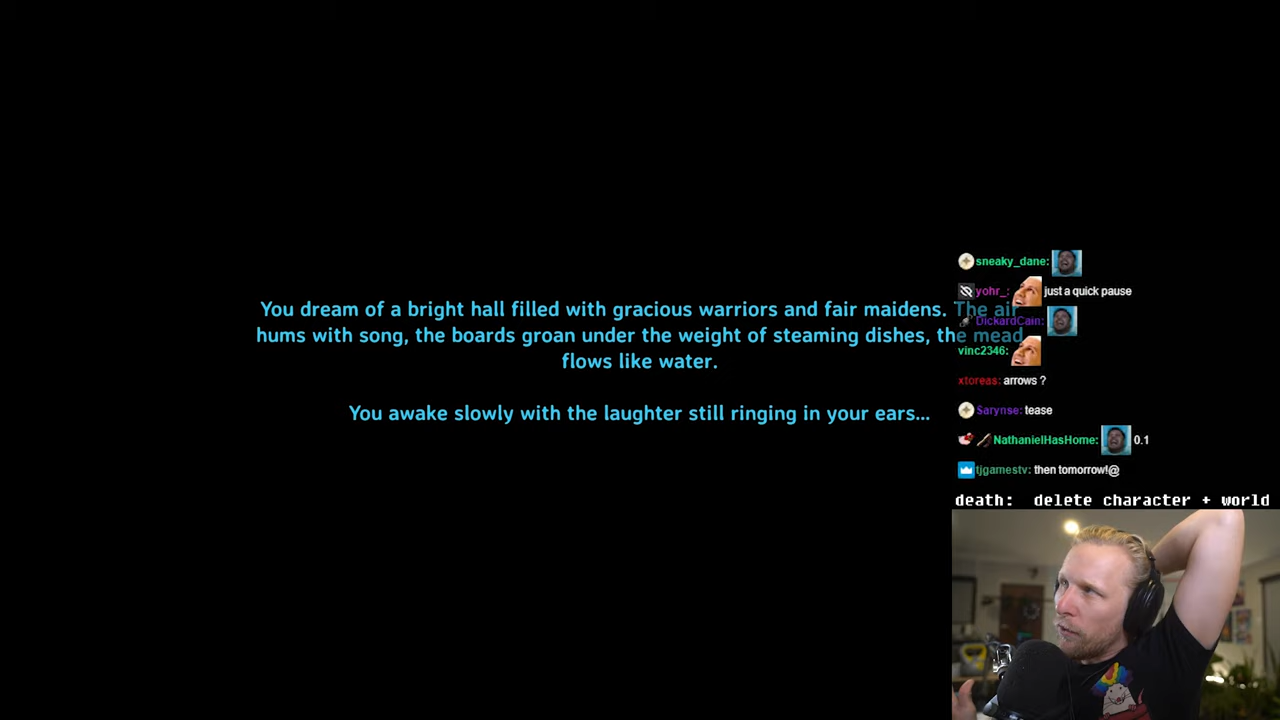 You dream of a bright hall filled with gracious warriors and fair maidens. The air
hums with song, the boards groan under the weight of steaming dishes, the mead
flows like water.
You awake slowly with the laughter still ringing in your ears...
sneaky_dane:
yohr_: just a quick pause
DickardCain:
vinc2346:
xtoreas: arrows ?
Sarynse: tease
NathanielHasHome: 0.1
tjgamestv: then tomorrow!@
death: delete character + world